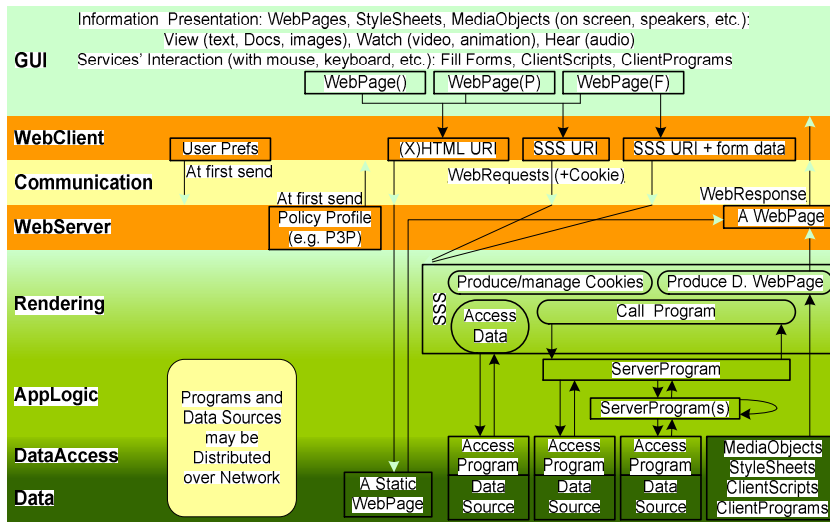 Information Presentation: WebPages, StyleSheets, MediaObjects (on screen, speakers, etc.):
View (text, Docs, images), Watch (video, animation), Hear (audio)
GUI
Services' Interaction (with mouse, keyboard, etc.): Fill Forms, ClientScripts, ClientPrograms
WebPage()
WebPage(P)
WebPage(F)
WebClient
User Prefs
(X)HTML URI
SSS URI
SSS URI + form data
At first send
Communication
WebRequests (+Cookie)
At first send
WebResponse
WebServer
Policy Profile
(e.g. P3P)
A WebPage
Rendering
SSS
Produce/manage Cookies
Produce D. WebPage
Access
Data
Call Program
AppLogic
Programs and
Data Sources
may be
Distributed
over Network
ServerProgram
ServerProgram(s)
DataAccess
Access
Program
Access
Program
Access
Program
MediaObjects
StyleSheets
ClientScripts
ClientPrograms
Data
A Static
WebPage
Data
Source
Data
Source
Data
Source